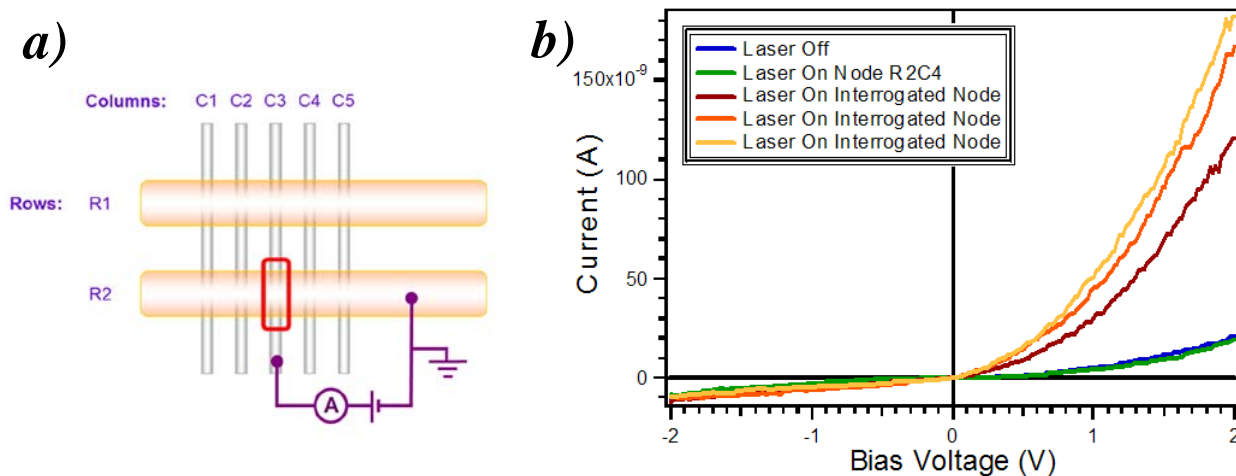 a)
Columns: C1 C2 C3 C4 C5
Rows: R1
R2
A
b)
Laser Off
Laser On Node R2C4
Laser On Interrogated Node
Laser On Interrogated Node
Laser On Interrogated Node
150x10⁻⁹
100
50
0
Current (A)
-2 -1 0 1 2
Bias Voltage (V)